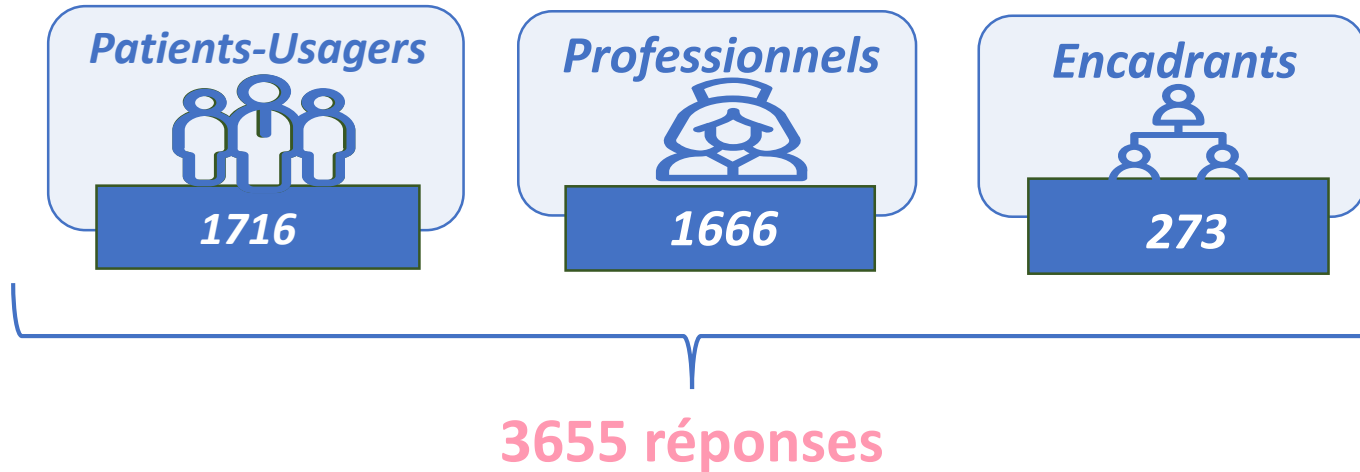 Patients-Usagers
1716
Professionnels
1666
Encadrants
273
3655 réponses